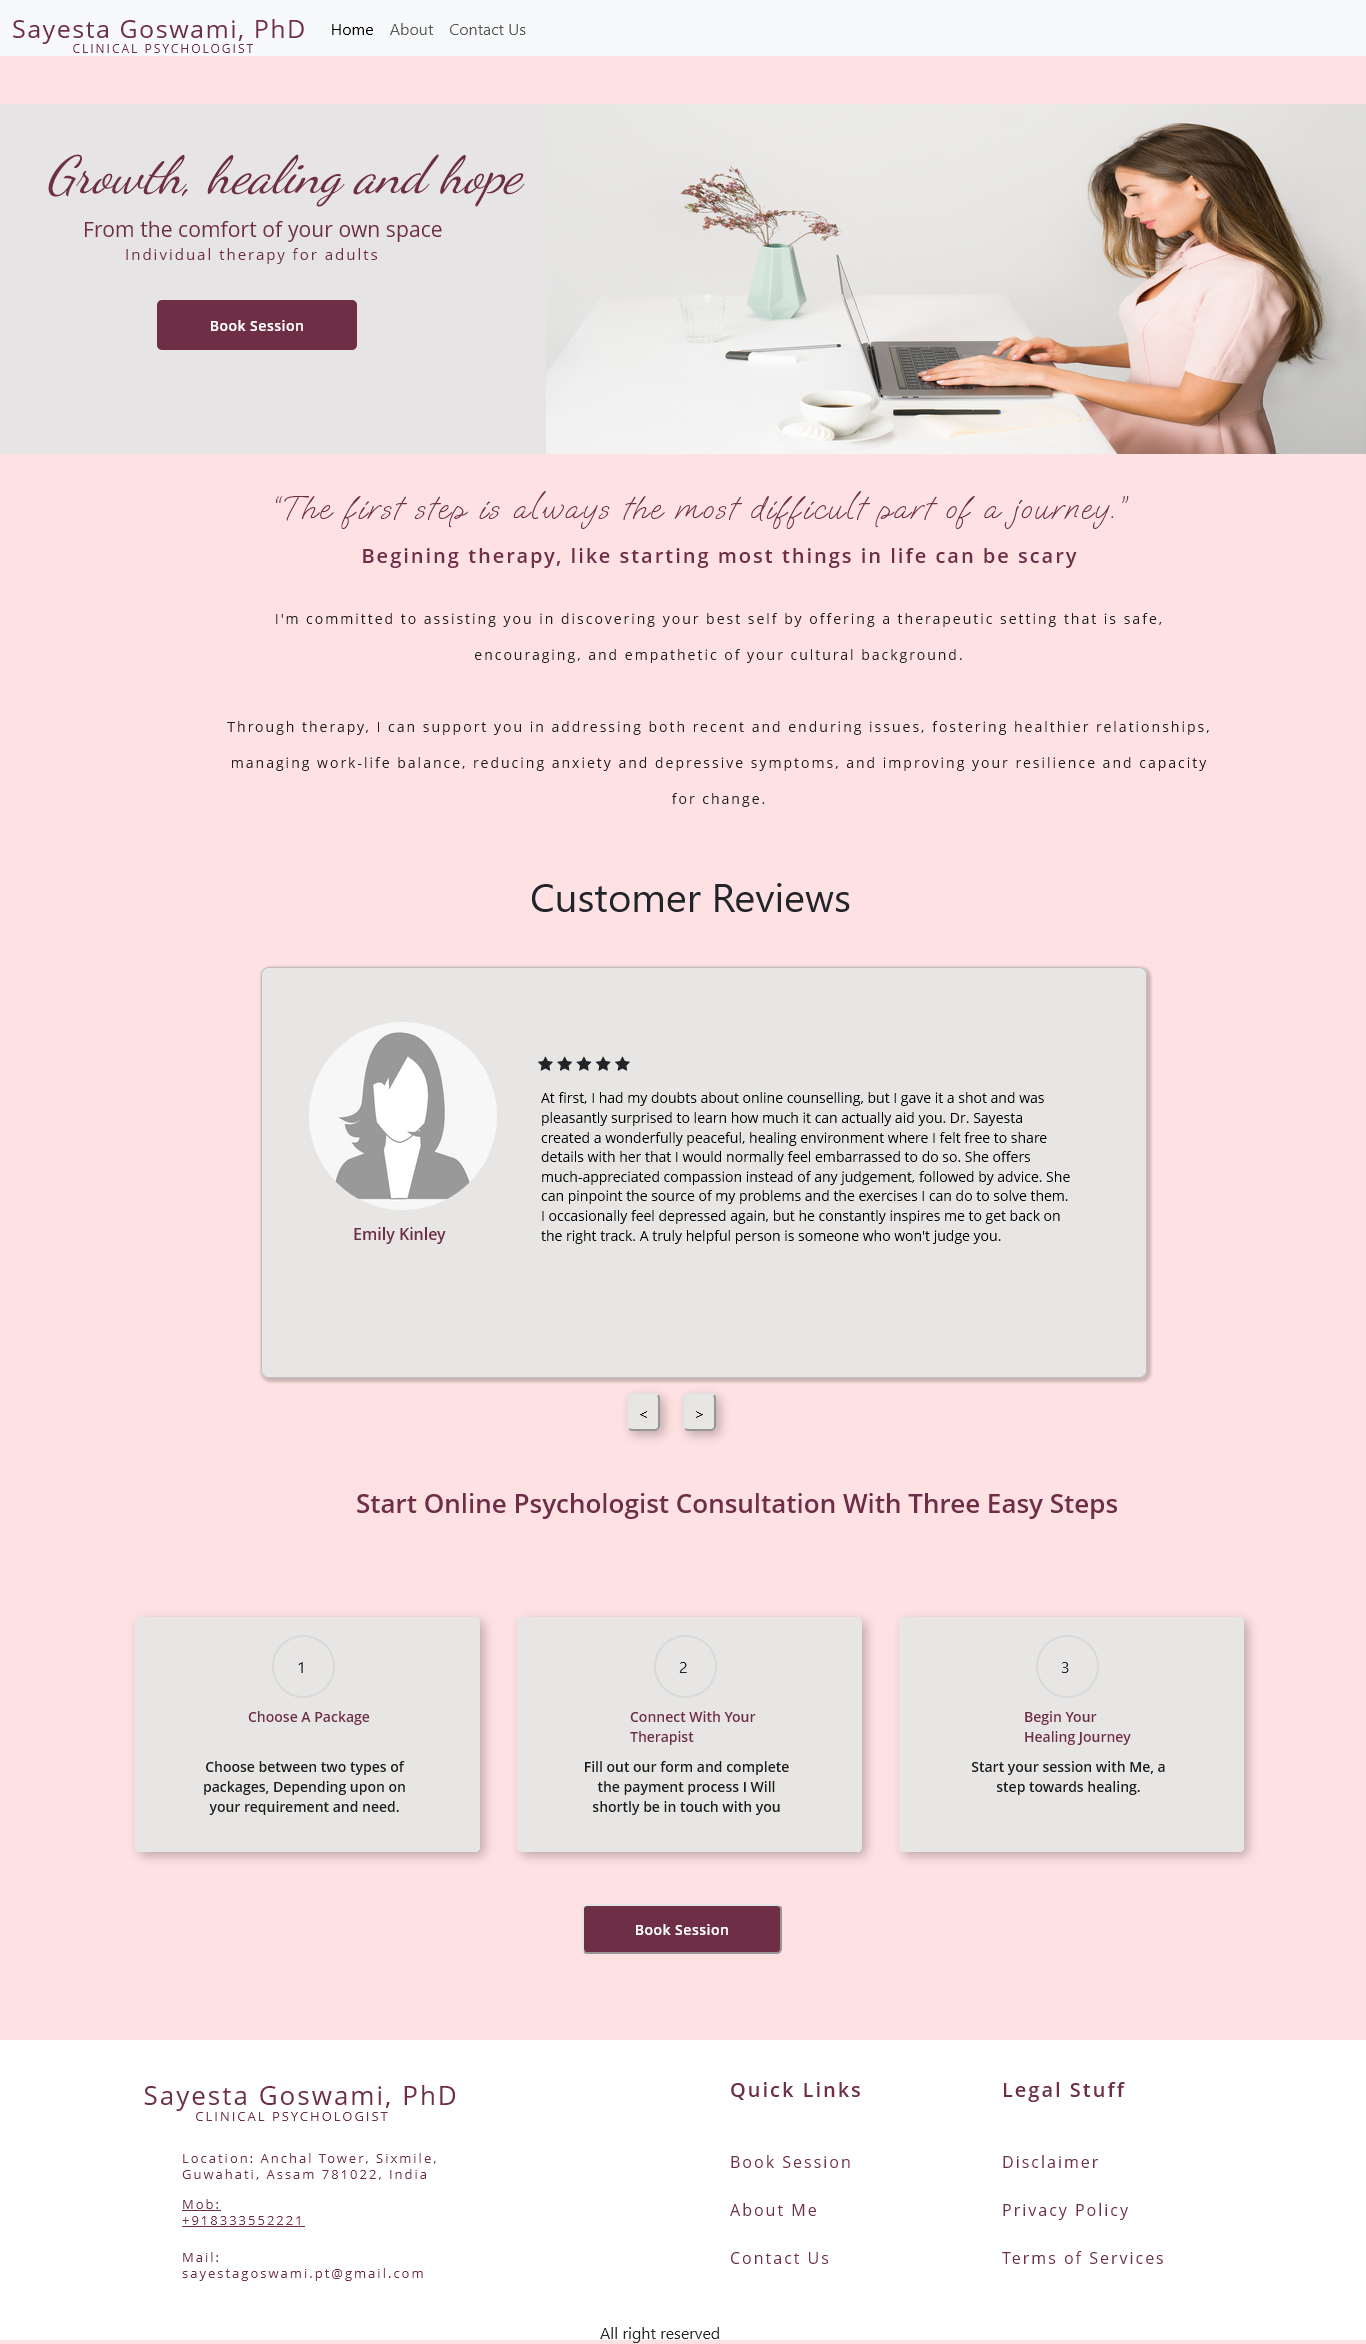 Sayesta Goswami, PhD
CLINICAL PSYCHOLOGIST
Home About Contact Us
Growth, healing and hope
From the comfort of your own space
Individual therapy for adults
Book Session
“The first step is always the most difficult part of a journey.”
Begining therapy, like starting most things in life can be scary
I'm committed to assisting you in discovering your best self by offering a therapeutic setting that is safe,
encouraging, and empathetic of your cultural background.
Through therapy, I can support you in addressing both recent and enduring issues, fostering healthier relationships,
managing work-life balance, reducing anxiety and depressive symptoms, and improving your resilience and capacity
for change.
Customer Reviews
At first, I had my doubts about online counselling, but I gave it a shot and was
pleasantly surprised to learn how much it can actually aid you. Dr. Sayesta
created a wonderfully peaceful, healing environment where I felt free to share
details with her that I would normally feel embarrassed to do so. She offers
much-appreciated compassion instead of any judgement, followed by advice. She
can pinpoint the source of my problems and the exercises I can do to solve them.
I occasionally feel depressed again, but he constantly inspires me to get back on
the right track. A truly helpful person is someone who won't judge you.
Emily Kinley
< >
Start Online Psychologist Consultation With Three Easy Steps
1
Choose A Package
Choose between two types of
packages, Depending upon on
your requirement and need.
2
Connect With Your
Therapist
Fill out our form and complete
the payment process I Will
shortly be in touch with you
3
Begin Your
Healing Journey
Start your session with Me, a
step towards healing.
Book Session
Sayesta Goswami, PhD
CLINICAL PSYCHOLOGIST
Location: Anchal Tower, Sixmile,
Guwahati, Assam 781022, India
Mob:
+918333552221
Mail:
sayestagoswami.pt@gmail.com
Quick Links
Book Session
About Me
Contact Us
Legal Stuff
Disclaimer
Privacy Policy
Terms of Services
All right reserved